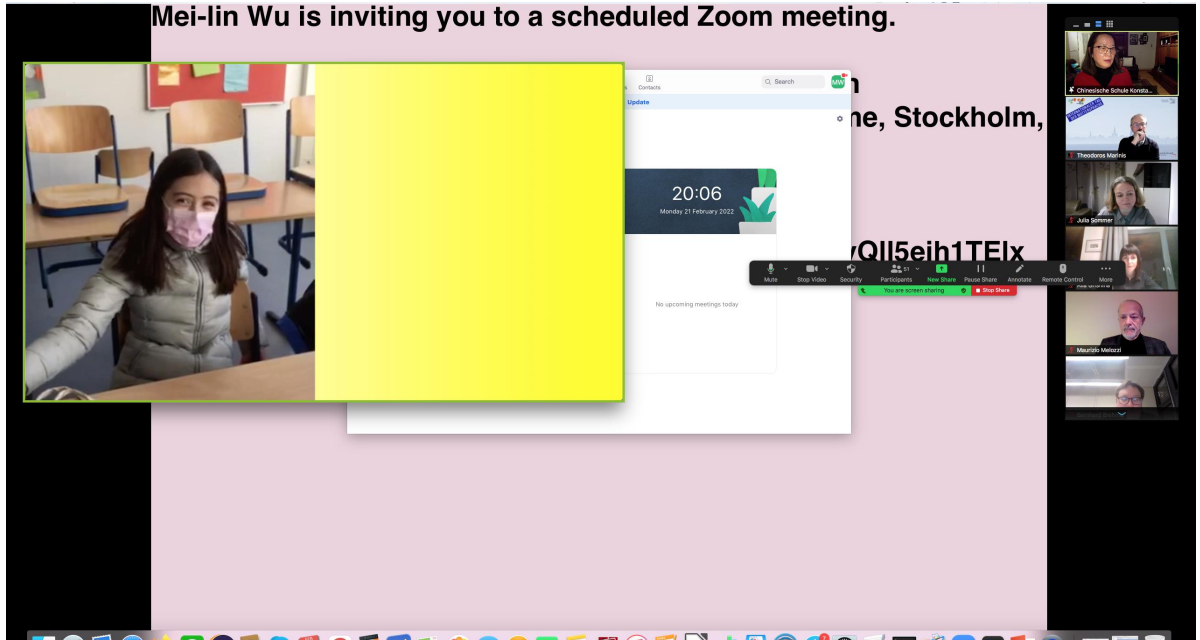 Mei-lin Wu is inviting you to a scheduled Zoom meeting.
Contacts
Search
MW
Update
ne, Stockholm,
20:06
Monday 21 February 2022
No upcoming meetings today
QII5eih1TEIx
Mute
Stop Video
Security
51
Participants
New Share
Pause Share
Annotate
Remote Control
More
You are screen sharing
Stop Share
Chinesische Schule Konsta...
Theodoros Marinis
Julia Sommer
Maurizio Melozzi